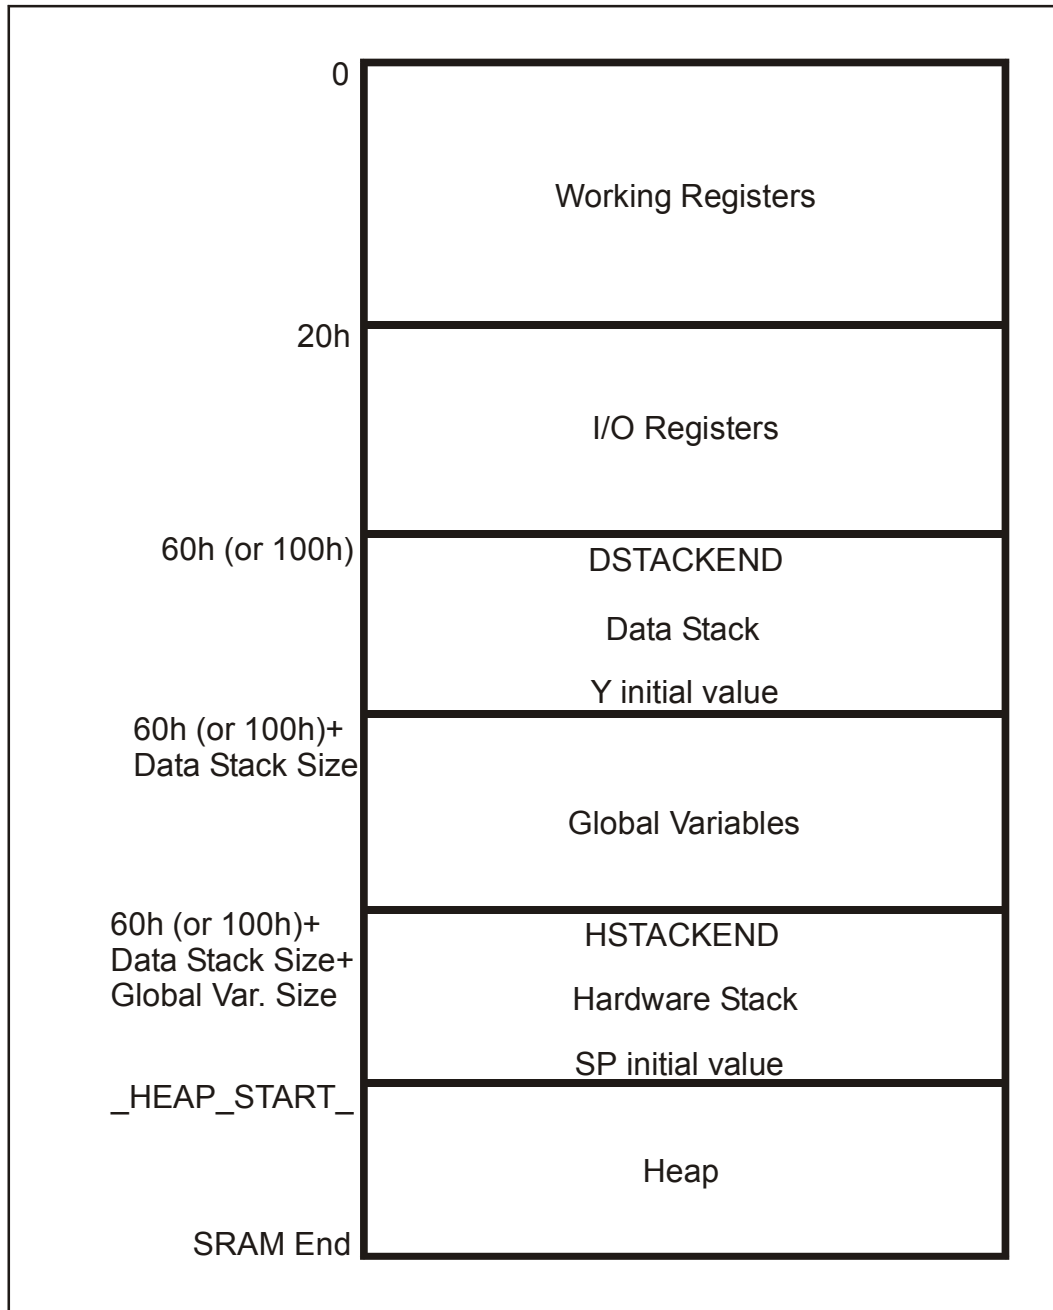 0
Working Registers
20h
I/O Registers
60h (or 100h)
DSTACKEND
Data Stack
Y initial value
60h (or 100h)+
Data Stack Size
Global Variables
60h (or 100h)+
Data Stack Size+
Global Var. Size
HSTACKEND
Hardware Stack
SP initial value
_HEAP_START_
Heap
SRAM End